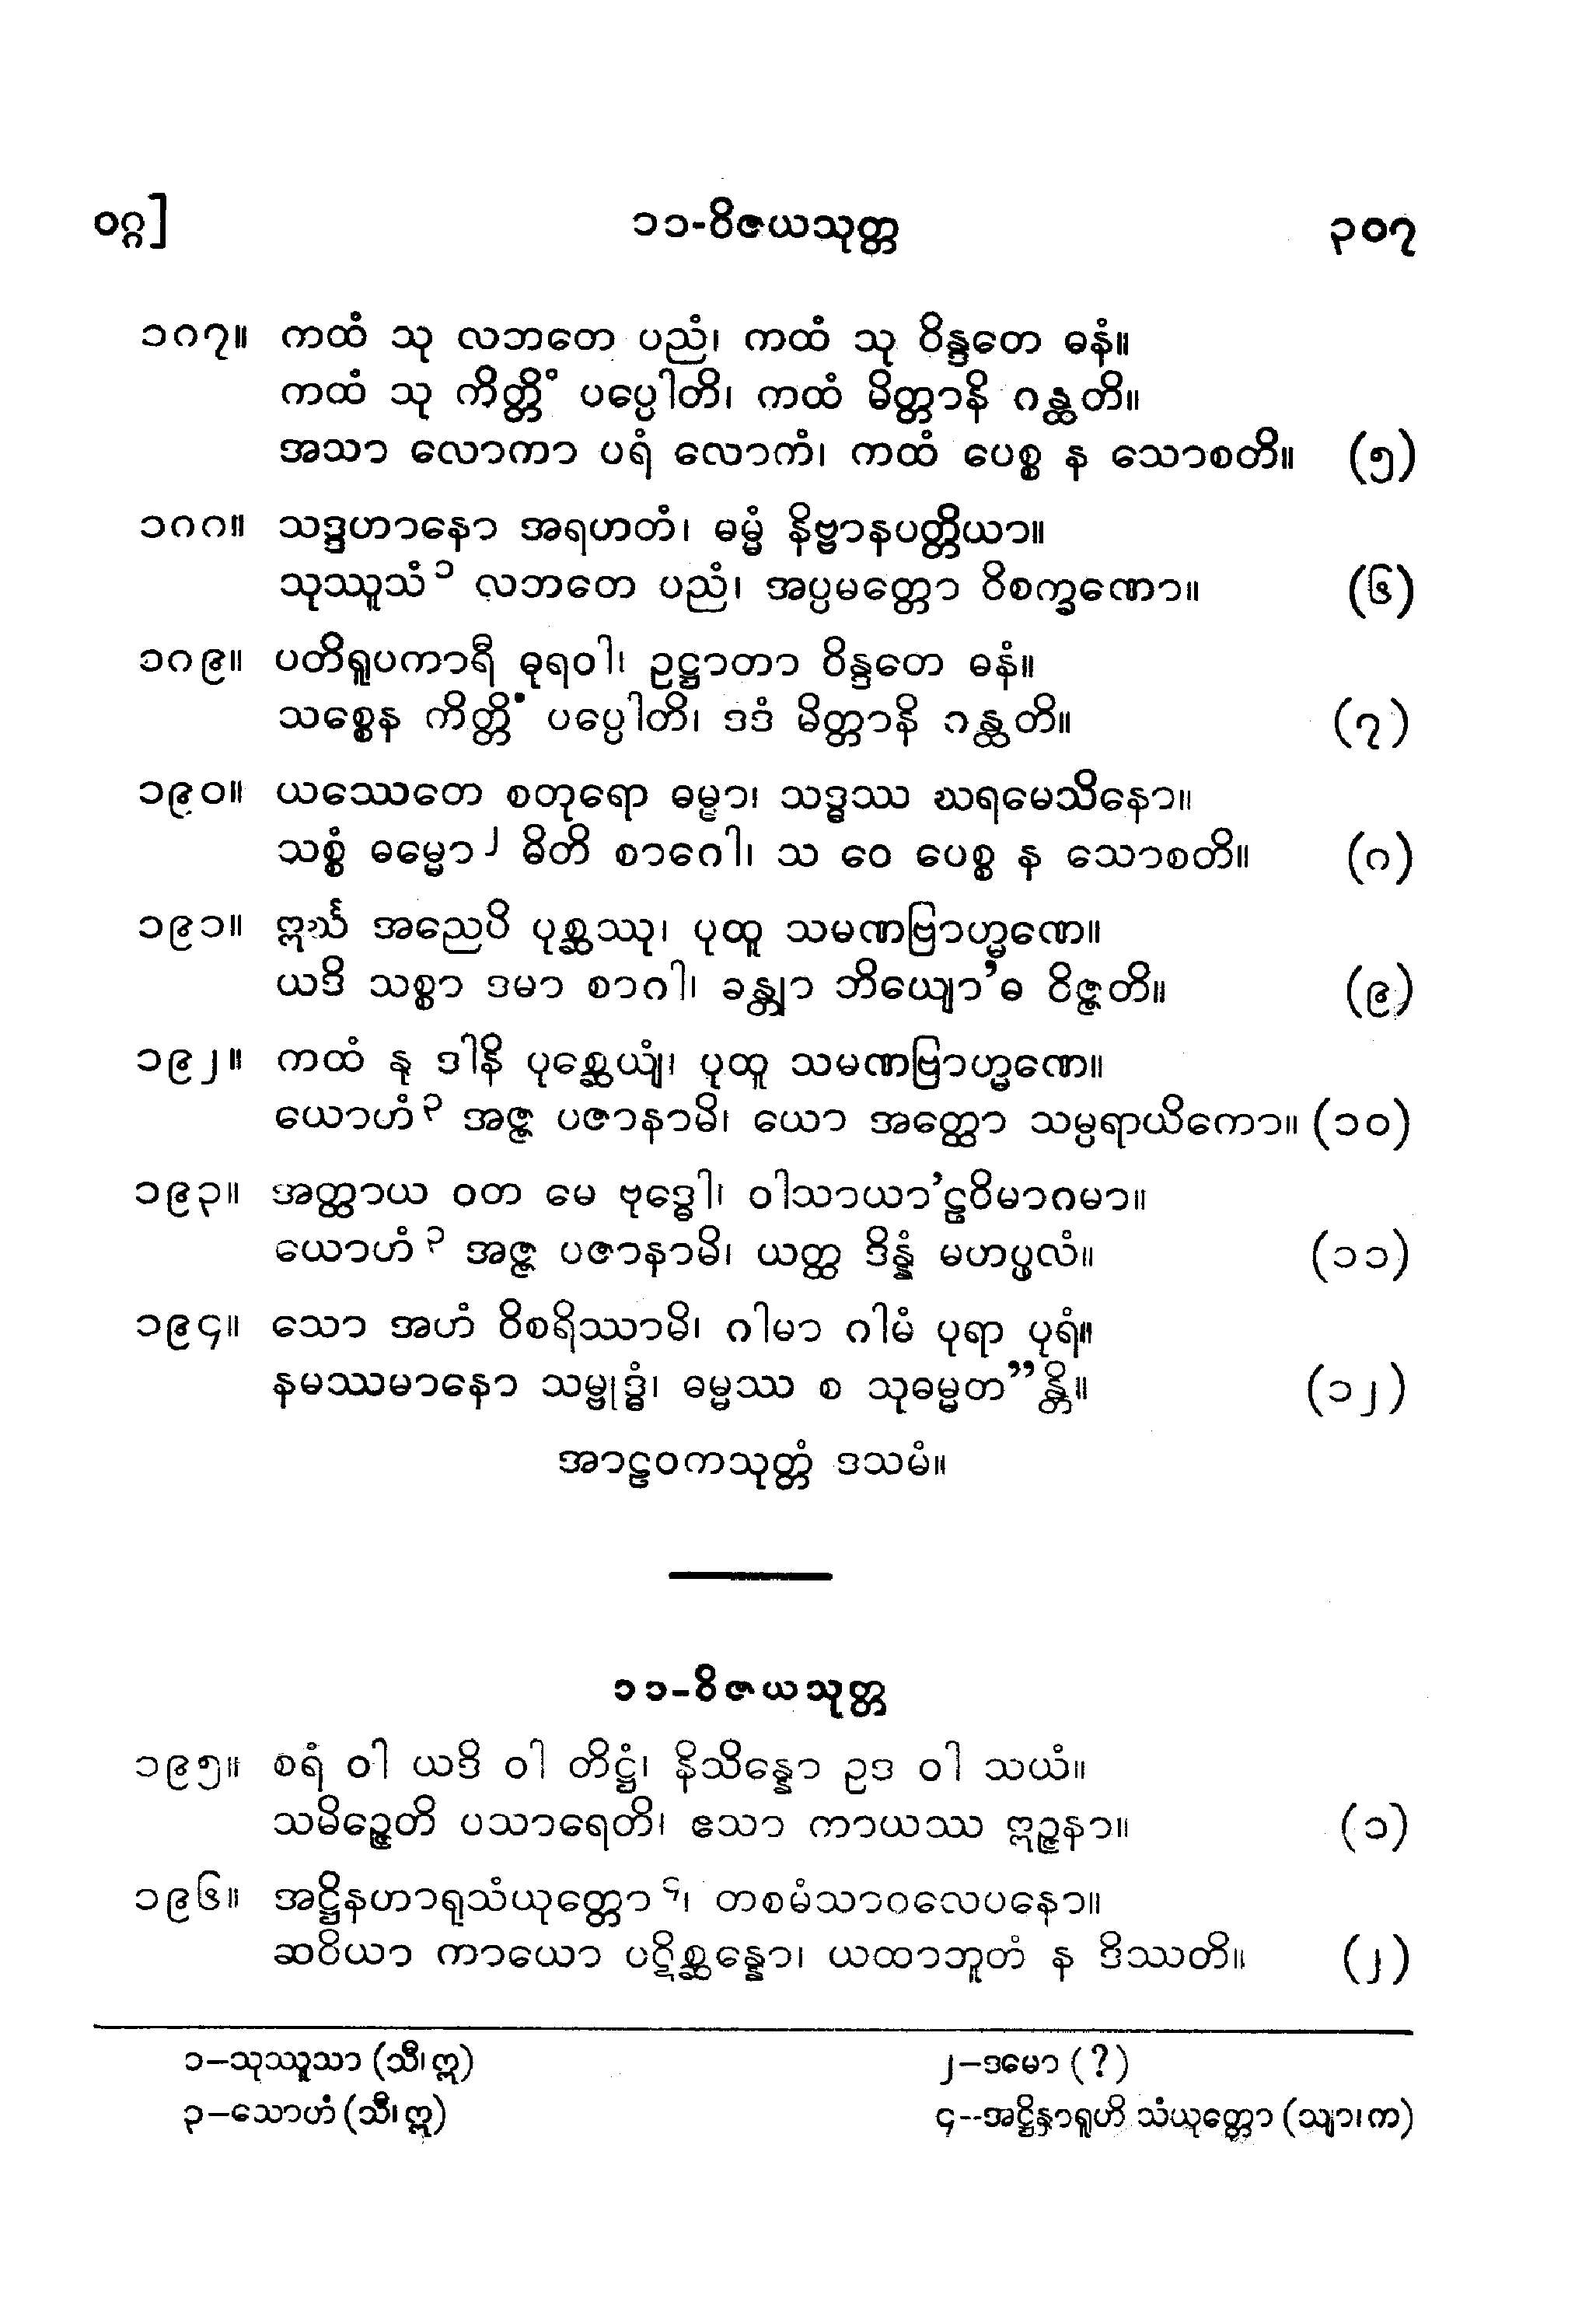 ဝဂ္ဂ]
၁၁-ဝိဇယသုတ္တ
၃၀၇
၁၈၇။ ကထံ သု လဘတေ ပညံ၊ ကထံ သု ဝိန္ဒတေ ဓနံ။
ကထံ သု ကိတ္တိံ ပပ္ပေါတိ၊ ကထံ မိတ္တာနိ ဂန္ထတိ။
အသာ လောကာ ပရံ လောကံ၊ ကထံ ပေစ္စ န သောစတိ။ (၅)
၁၈၈။ သဒ္ဒဟာနော အရဟတံ၊ ဓမ္မံ နိဗ္ဗာနပတ္တိယာ။
သုဿူသံ ၁ လဘတေ ပညံ၊ အပ္ပမတ္တော ဝိစက္ခဏော။ (၆)
၁၈၉။ ပတိရူပကာရီ ဓုရဝါ၊ ဥဋ္ဌာတာ ဝိန္ဒတေ ဓနံ။
သစ္စေန ကိတ္တိံ ပပ္ပေါတိ၊ ဒဒံ မိတ္တာနိ ဂန္ထတိ။ (၇)
၁၉၀။ ယဿေတေ စတုရော ဓမ္မာ၊ သဒ္ဓဿ ဃရမေသိနော။
သစ္စံ ဓမ္မော ၂ ဓိတိ စာဂေါ၊ သ ဝေ ပေစ္စ န သောစတိ။ (၈)
၁၉၁။ ဣင်္ဃ အညေပိ ပုစ္ဆဿု၊ ပုထူ သမဏဗြာဟ္မဏေ။
ယဒိ သစ္စာ ဒမာ စာဂါ၊ ခန္တျာ ဘိယျော’ဓ ဝိဇ္ဇတိ။ (၉)
၁၉၂။ ကထံ နု ဒါနိ ပုစ္ဆေယျံ၊ ပုထူ သမဏဗြာဟ္မဏေ။
ယောဟံ ၃ အဇ္ဇ ပဇာနာမိ၊ ယော အတ္ထော သမ္ပရာယိကော။ (၁၀)
၁၉၃။ အတ္ထာယ ဝတ မေ ဗုဒ္ဓေါ၊ ဝါသာယာ’ဠဝိမာဂမာ။
ယောဟံ ၃ အဇ္ဇ ပဇာနာမိ၊ ယတ္ထ ဒိန္နံ မဟပ္ဖလံ။ (၁၁)
၁၉၄။ သော အဟံ ဝိစရိဿာမိ၊ ဂါမာ ဂါမံ ပုရာ ပုရံ။
နမဿမာနော သမ္ဗုဒ္ဓံ၊ ဓမ္မဿ စ သုဓမ္မတ”န္တိ။ (၁၂)
အာဠဝကသုတ္တံ ဒသမံ။
၁၁-ဝိဇယသုတ္တ
၁၉၅။ စရံ ဝါ ယဒိ ဝါ တိဋ္ဌံ၊ နိသိန္နော ဥဒ ဝါ သယံ။
သမိဉ္ဇေတိ ပသာရေတိ၊ ဧသာ ကာယဿ ဣဉ္ဇနာ။ (၁)
၁၉၆။ အဋ္ဌိနဟာရုသံယုတ္တော ၄၊ တစမံသာဝလေပနော။
ဆဝိယာ ကာယော ပဋိစ္ဆန္နော၊ ယထာဘူတံ န ဒိဿတိ။ (၂)
၁–သုဿူသာ (သီ၊ ဣ)
၂–ဒမော (?)
၃–သောဟံ (သီ၊ ဣ)
၄--အဋ္ဌိန္ဟာရူဟိ သံယုတ္တော (သျာ၊ က)